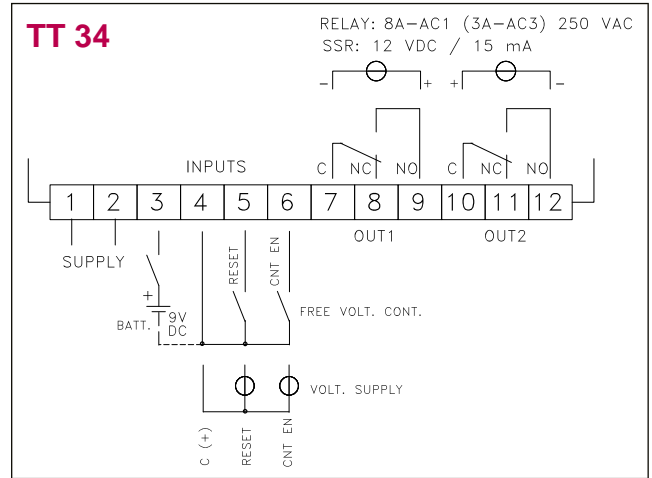 TT 34
RELAY: 8A-AC1 (3A-AC3) 250 VAC
SSR: 12 VDC / 15 mA
- + + -
INPUTS C NC NO C NC NO
1 2 3 4 5 6 7 8 9 10 11 12
SUPPLY
OUT1 OUT2
RESET
CNT EN
+
BATT. 9V DC
FREE VOLT. CONT.
VOLT. SUPPLY
C (+)
RESET
CNT EN